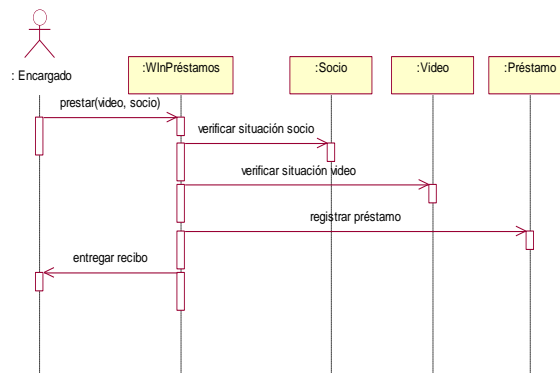 : Encargado
:WInPréstamos
:Socio
:Video
:Préstamo
prestar(video, socio)
verificar situación socio
verificar situación video
registrar préstamo
entregar recibo